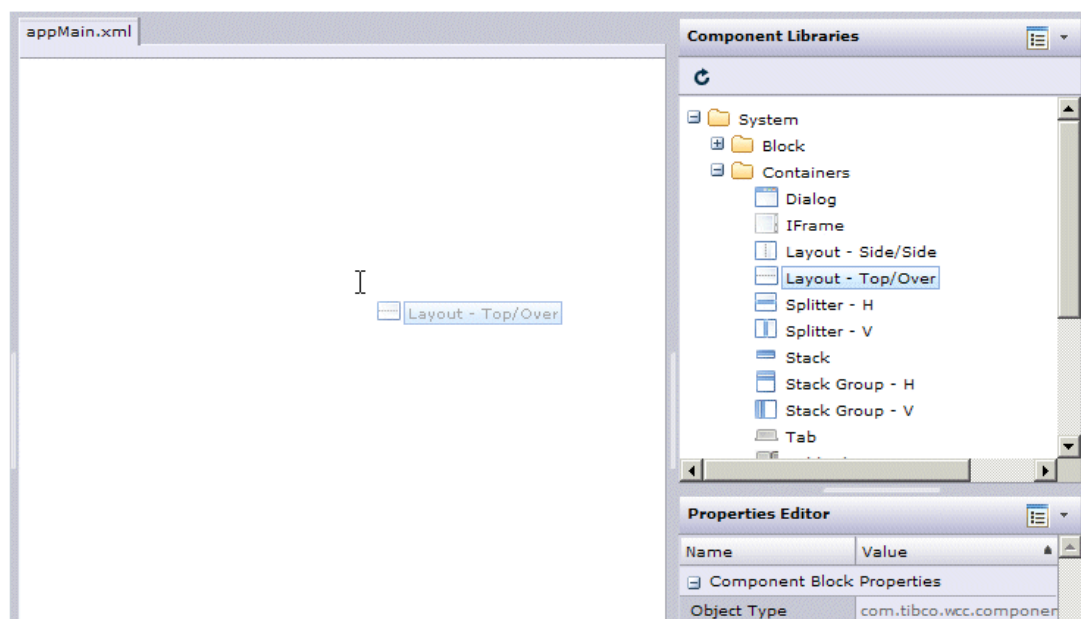 appMain.xml
Layout - Top/Over
Component Libraries
System
Block
Containers
Dialog
IFrame
Layout - Side/Side
Layout - Top/Over
Splitter - H
Splitter - V
Stack
Stack Group - H
Stack Group - V
Tab
Properties Editor
Name Value
Component Block Properties
Object Type com.tibco.wcc.componer